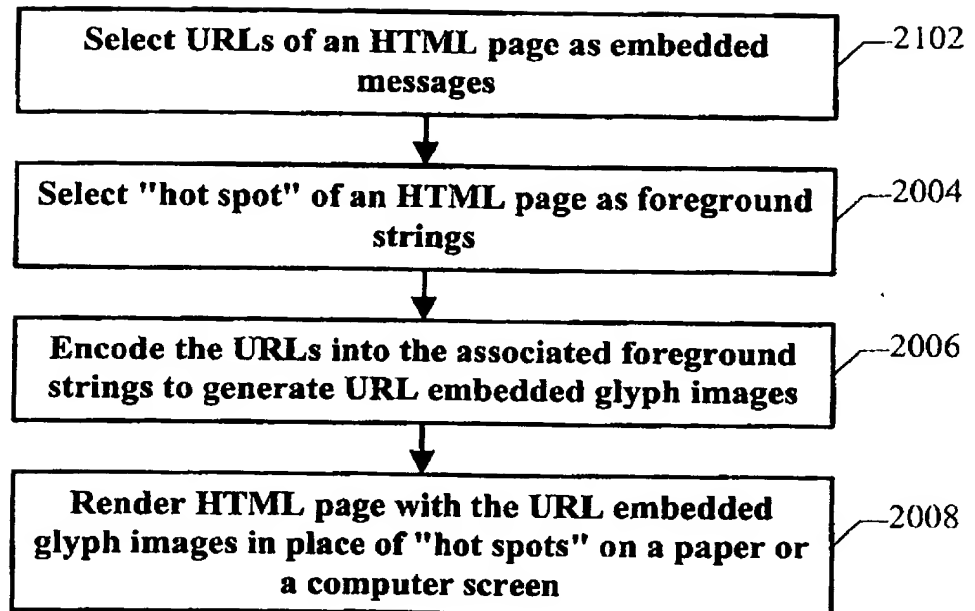 Select URLs of an HTML page as embedded
messages
2102
Select "hot spot" of an HTML page as foreground
strings
2004
Encode the URLs into the associated foreground
strings to generate URL embedded glyph images
2006
Render HTML page with the URL embedded
glyph images in place of "hot spots" on a paper or
a computer screen
2008